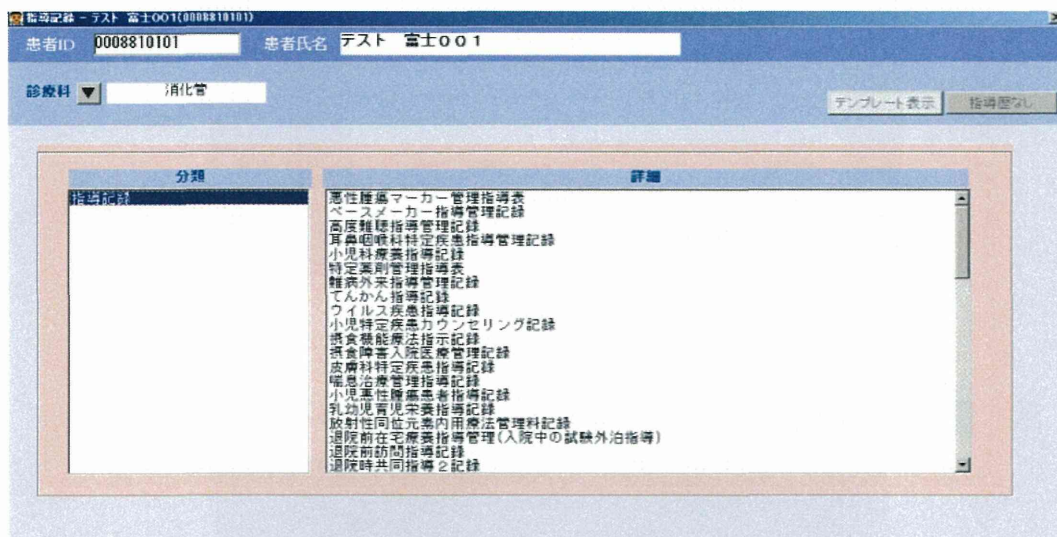 指導記録 - テスト 富士001(0008810101)
患者ID 0008810101 患者氏名 テスト 富士001
診療科 ▼ 消化管
テンプレート表示 指導歴なし
分類 詳細
指導記録
悪性腫瘍マーカー管理指導表
ペースメーカー指導管理記録
高度難聴指導管理記録
耳鼻咽喉科特定疾患指導管理記録
小児科療養指導記録
特定薬剤管理指導表
難病外来指導管理記録
てんかん指導記録
ウイルス疾患指導記録
小児特定疾患カウンセリング記録
摂食機能療法指示記録
摂食障害入院医療管理記録
皮膚科特定疾患指導記録
喘息治療管理指導記録
小児悪性腫瘍患者指導記録
乳幼児育児栄養指導記録
放射性同位元素内用療法管理料記録
退院前在宅療養指導管理(入院中の試験外泊指導)
退院前訪問指導記録
退院時共同指導2記録